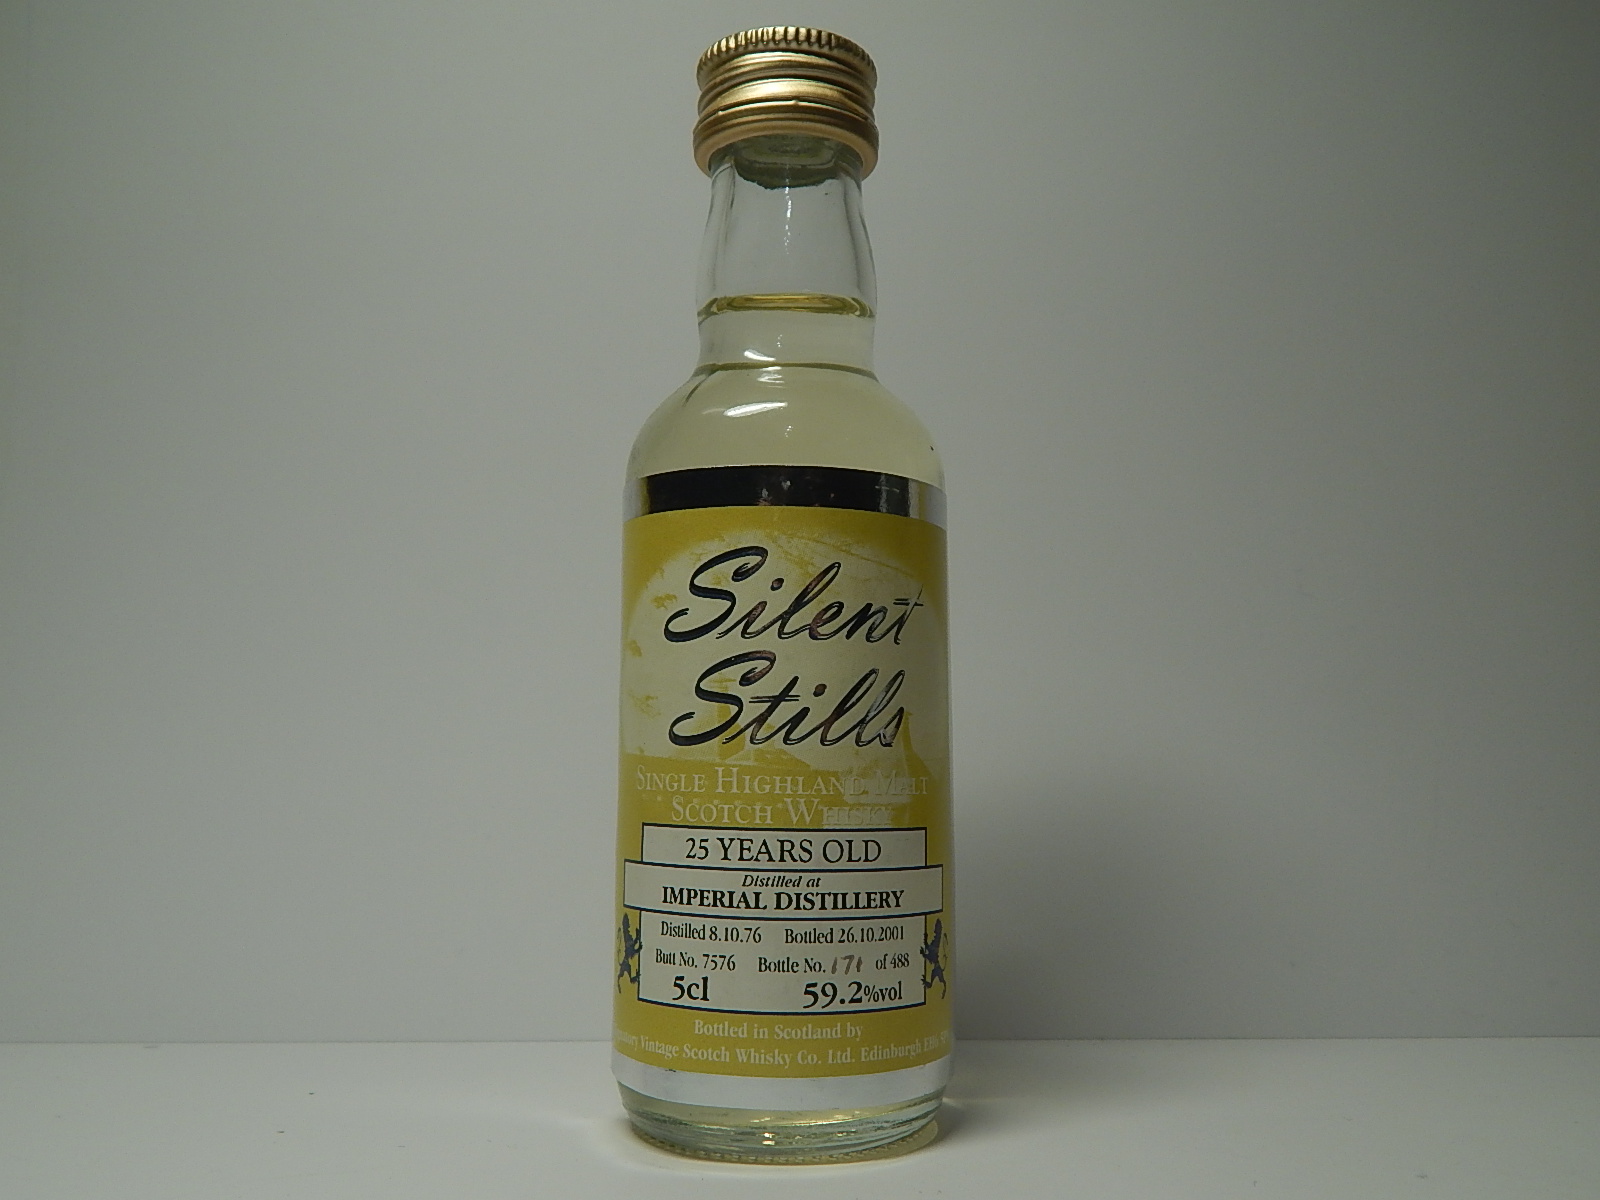 Silent
Stills
SINGLE HIGHLAND MALT
SCOTCH WHISKY
25 YEARS OLD
Distilled at
IMPERIAL DISTILLERY
Distilled 8.10.76 Bottled 26.10.2001
Butt No. 7576 Bottle No. 171 of 488
5cl 59.2%vol
Bottled in Scotland by
Vintage Scotch Whisky Co. Ltd. Edinburgh EH6